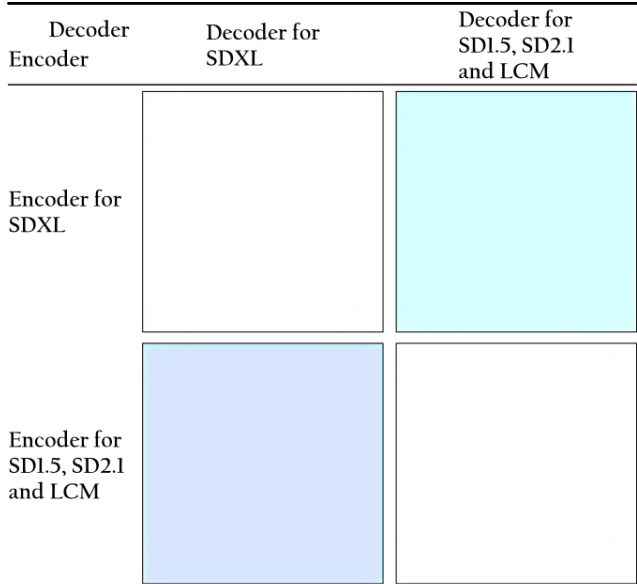 Decoder
Encoder
Decoder for
SDXL
Decoder for
SD1.5, SD2.1
and LCM
Encoder for
SDXL
Encoder for
SD1.5, SD2.1
and LCM